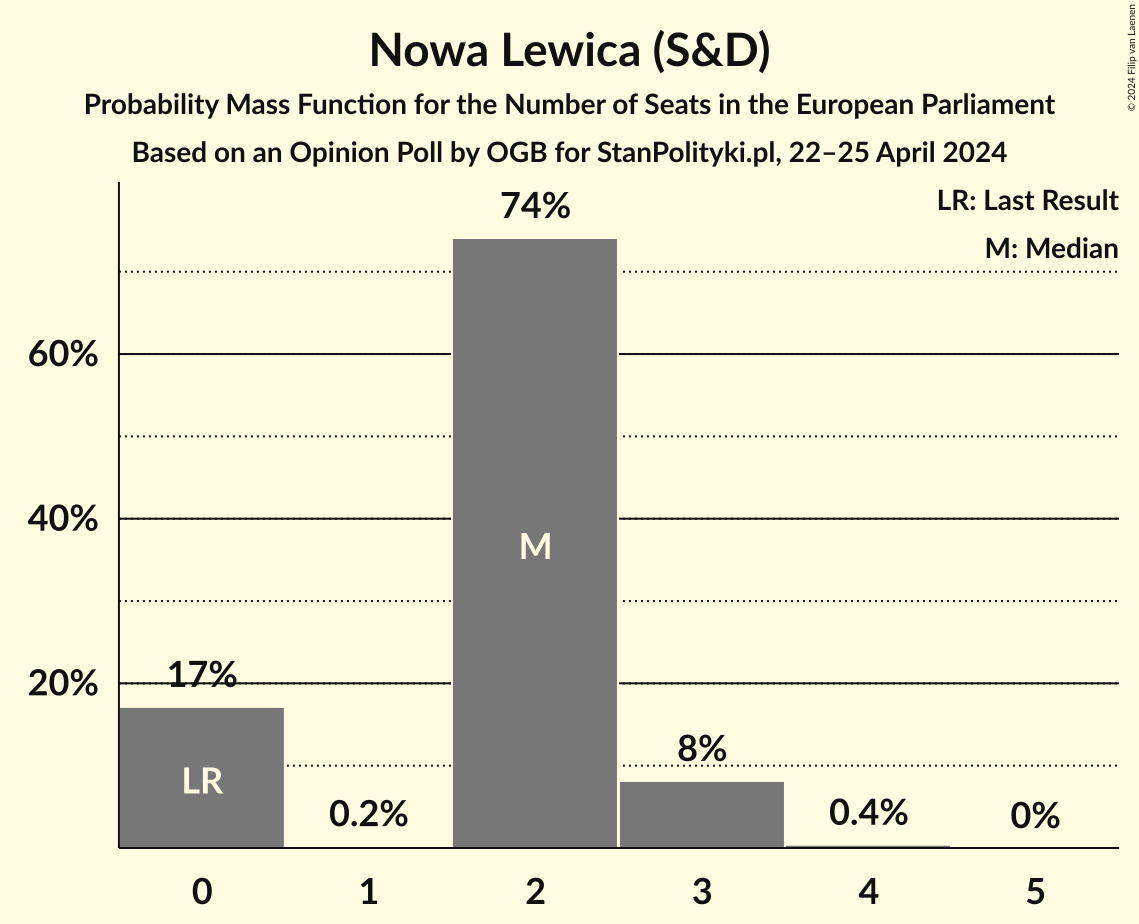 Nowa Lewica (S&D)
Probability Mass Function for the Number of Seats in the European Parliament
Based on an Opinion Poll by OGB for StanPolityki.pl, 22–25 April 2024
© 2024 Filip van Laenen
LR: Last Result
M: Median
74%
60%
40%
20%
M
17%
LR
0.2%
8%
0.4%
0%
0 1 2 3 4 5